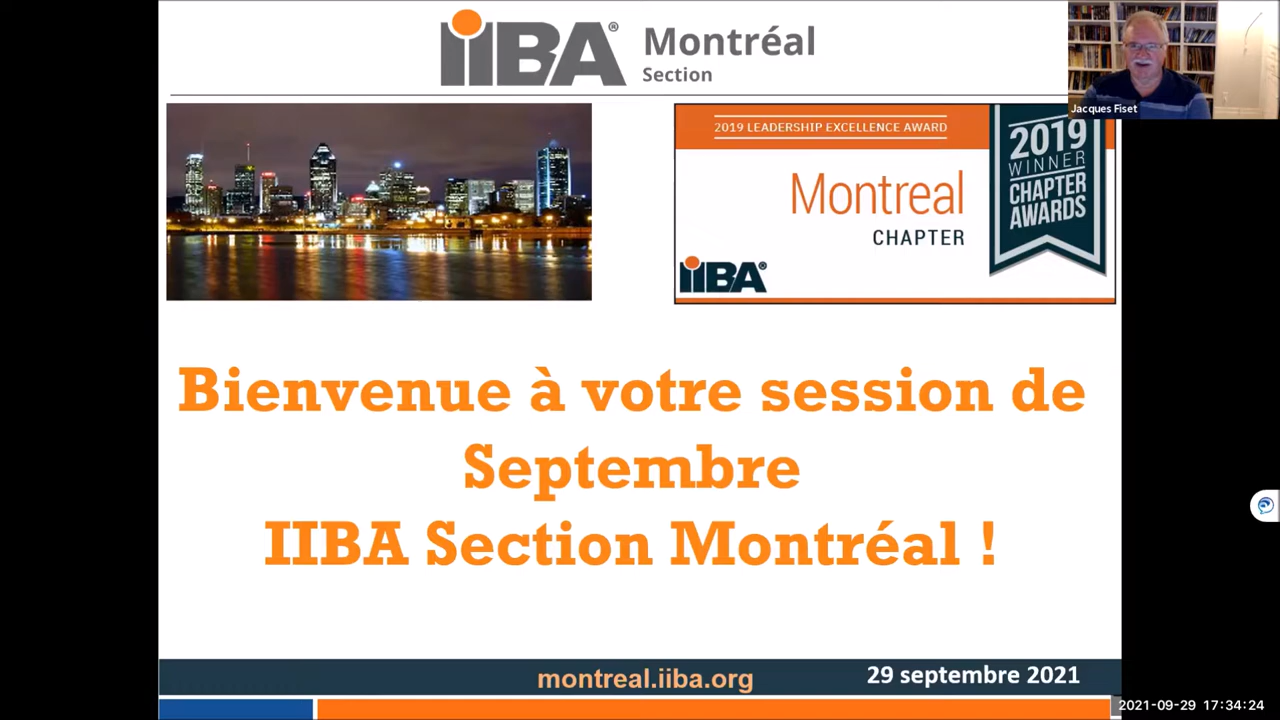 iiBA® Montréal
Section
Jacques Fiset
2019 LEADERSHIP EXCELLENCE AWARD
Montreal
CHAPTER
iiBA®
2019
WINNER
CHAPTER
AWARDS
Bienvenue à votre session de
Septembre
IIBA Section Montréal !
montreal.iiba.org
29 septembre 2021
2021-09-29 17:34:24